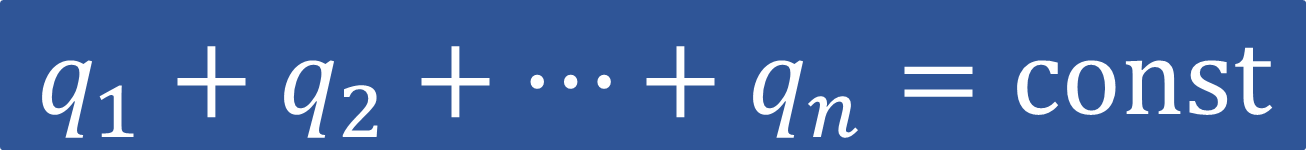 q₁ + q₂ + ⋯ + qₙ = const